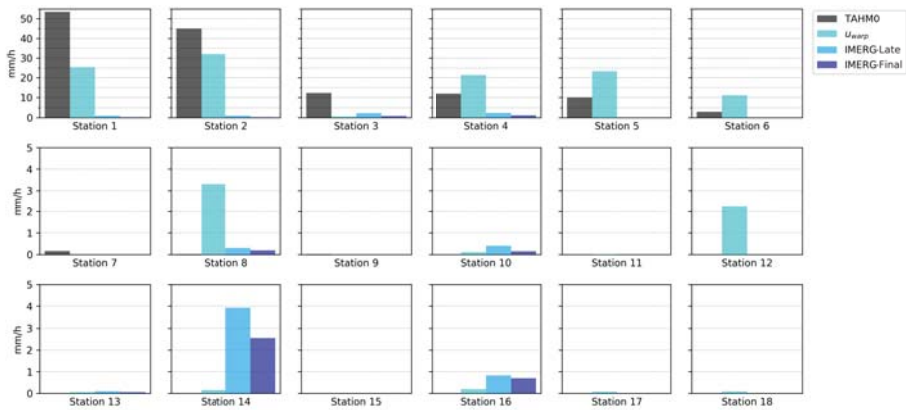 50
40
30
20
10
0
mm/h
Station 1
Station 2
Station 3
Station 4
Station 5
Station 6
TAHMO
u_warp
IMERG-Late
IMERG-Final
5
4
3
2
1
0
mm/h
Station 7
Station 8
Station 9
Station 10
Station 11
Station 12
5
4
3
2
1
0
mm/h
Station 13
Station 14
Station 15
Station 16
Station 17
Station 18